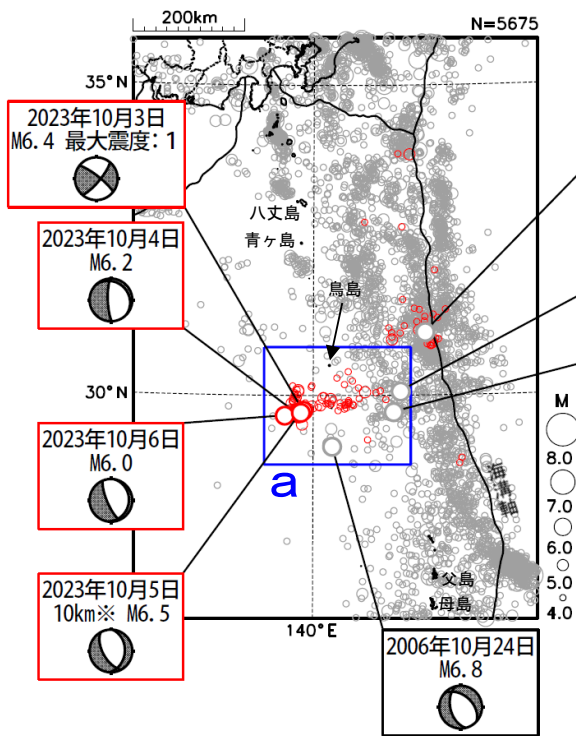 200km
N=5675
35°N
2023年10月3日
M6.4 最大震度：1
八丈島
青ヶ島
2023年10月4日
M6.2
鳥島
30°N
M
8.0
7.0
6.0
5.0
4.0
a
海溝軸
2023年10月6日
M6.0
2023年10月5日
10km※ M6.5
父島
母島
140°E
2006年10月24日
M6.8